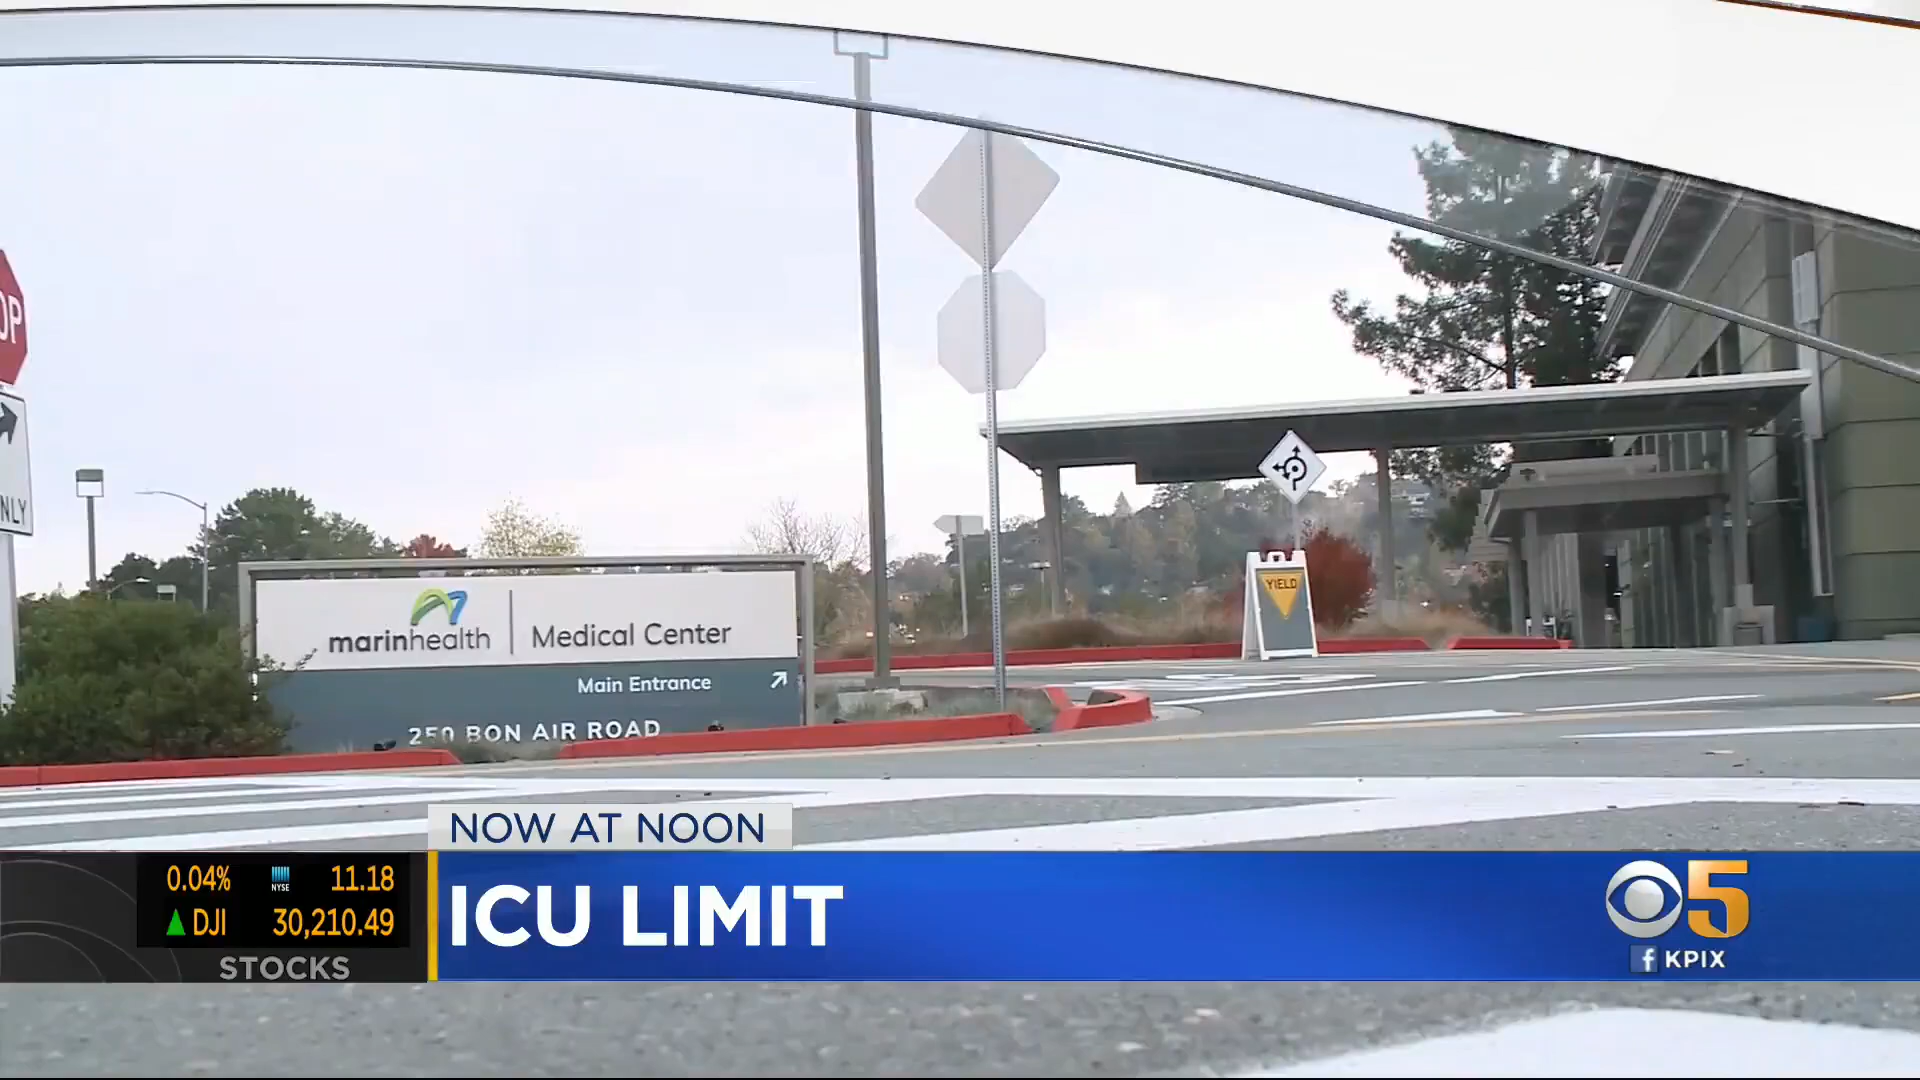 OP
NLY
YIELD
marinhealth | Medical Center
Main Entrance
250 BON AIR ROAD
NOW AT NOON
ICU LIMIT
0.04% NYSE 11.18
DJI 30,210.49
STOCKS
5
f KPIX